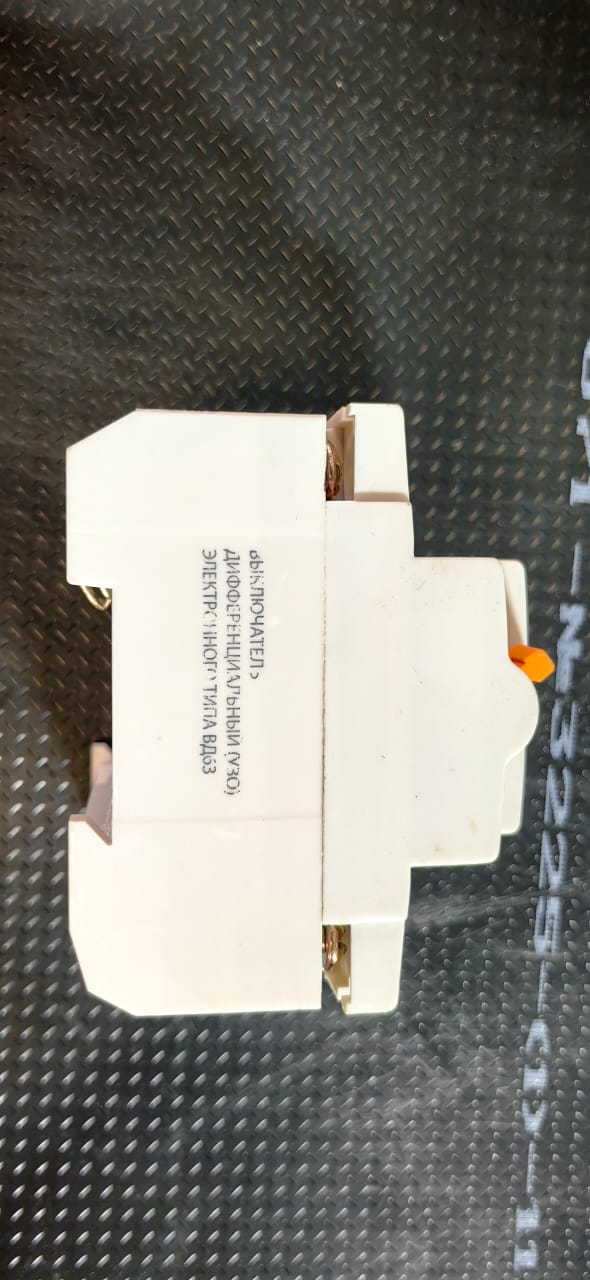 ВЫКЛЮЧАТЕЛЬ
ДИФФЕРЕНЦИАЛЬНЫЙ (УЗО)
ЭЛЕКТРОННОГО ТИПА ВД63